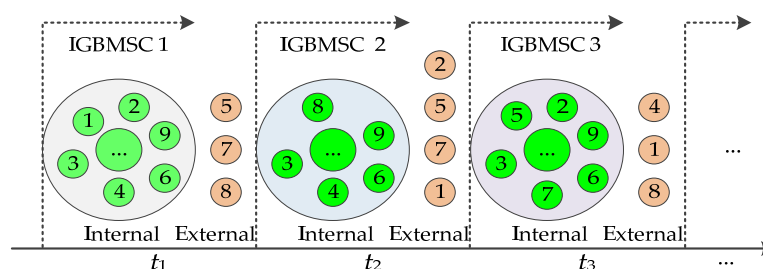 IGBMSC 1 IGBMSC 2 IGBMSC 3
2
8 5
1 2 5 5 2 4
9 9 9
3 ... 7 3 ... 7 3 ... 1 ...
6 6 6
4 8 4 1 7 8
Internal External Internal External Internal External
t1 t2 t3 ...